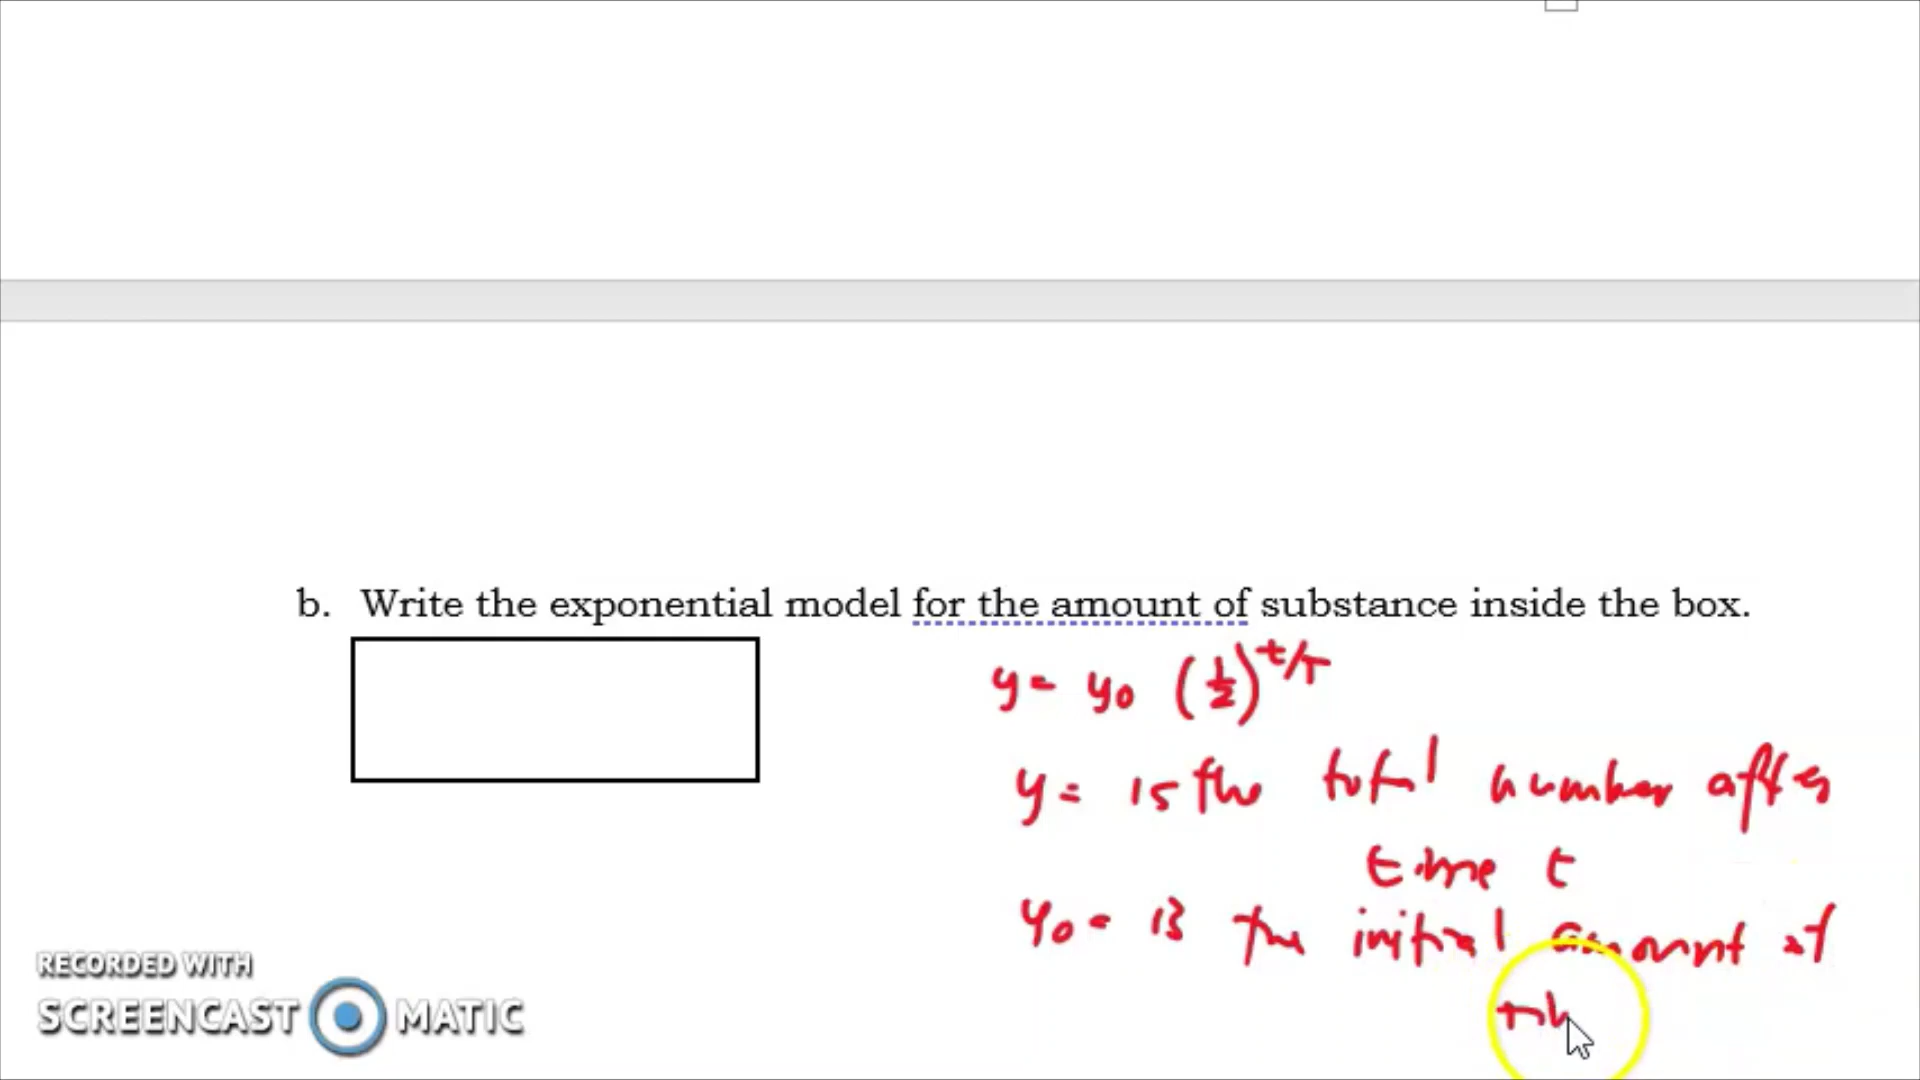 b. Write the exponential model for the amount of substance inside the box.
y = y0 (1/2)^t/T
y = is the total number after
time t
y0 = is the initial amount of
the
RECORDED WITH
SCREENCAST MATIC